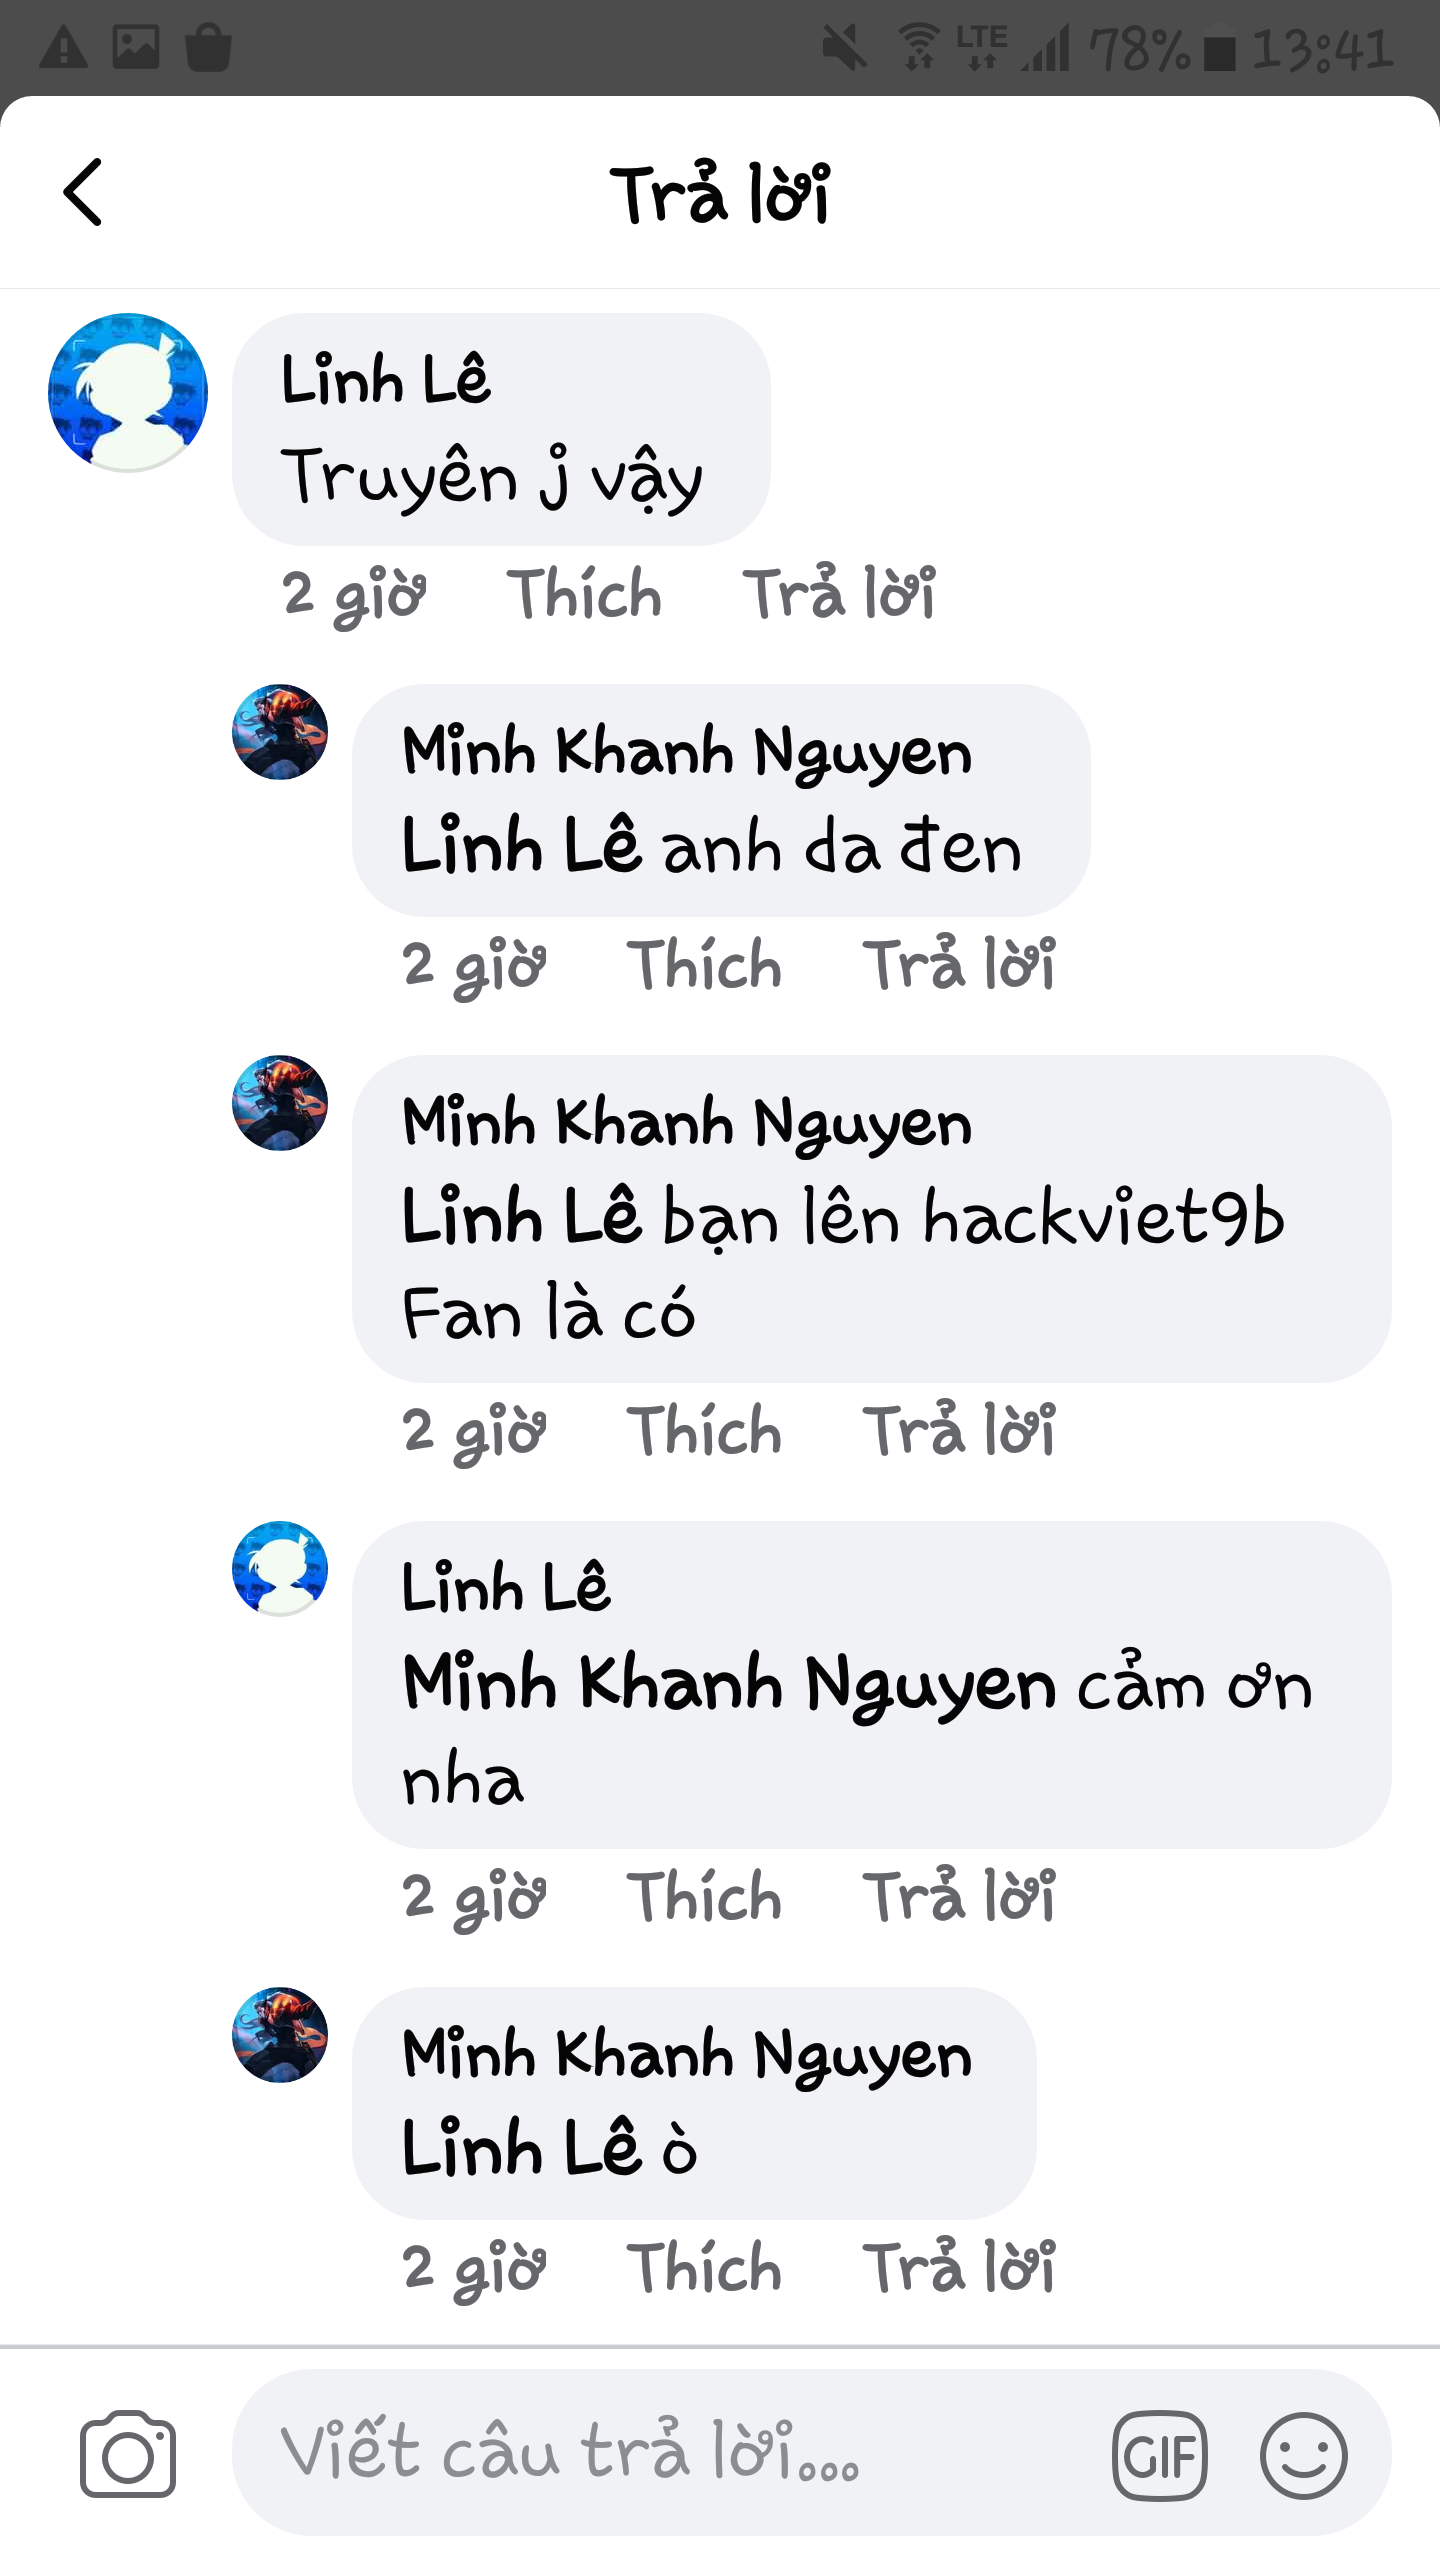 LTE 78% 13:41
Trả lời
Linh Lê
Truyên j vậy
2 giờ Thích Trả lời
Minh Khanh Nguyen
Linh Lê anh da đen
2 giờ Thích Trả lời
Minh Khanh Nguyen
Linh Lê bạn lên hackviet9b
Fan là có
2 giờ Thích Trả lời
Linh Lê
Minh Khanh Nguyen cảm ơn
nha
2 giờ Thích Trả lời
Minh Khanh Nguyen
Linh Lê ò
2 giờ Thích Trả lời
Viết câu trả lời... GIF